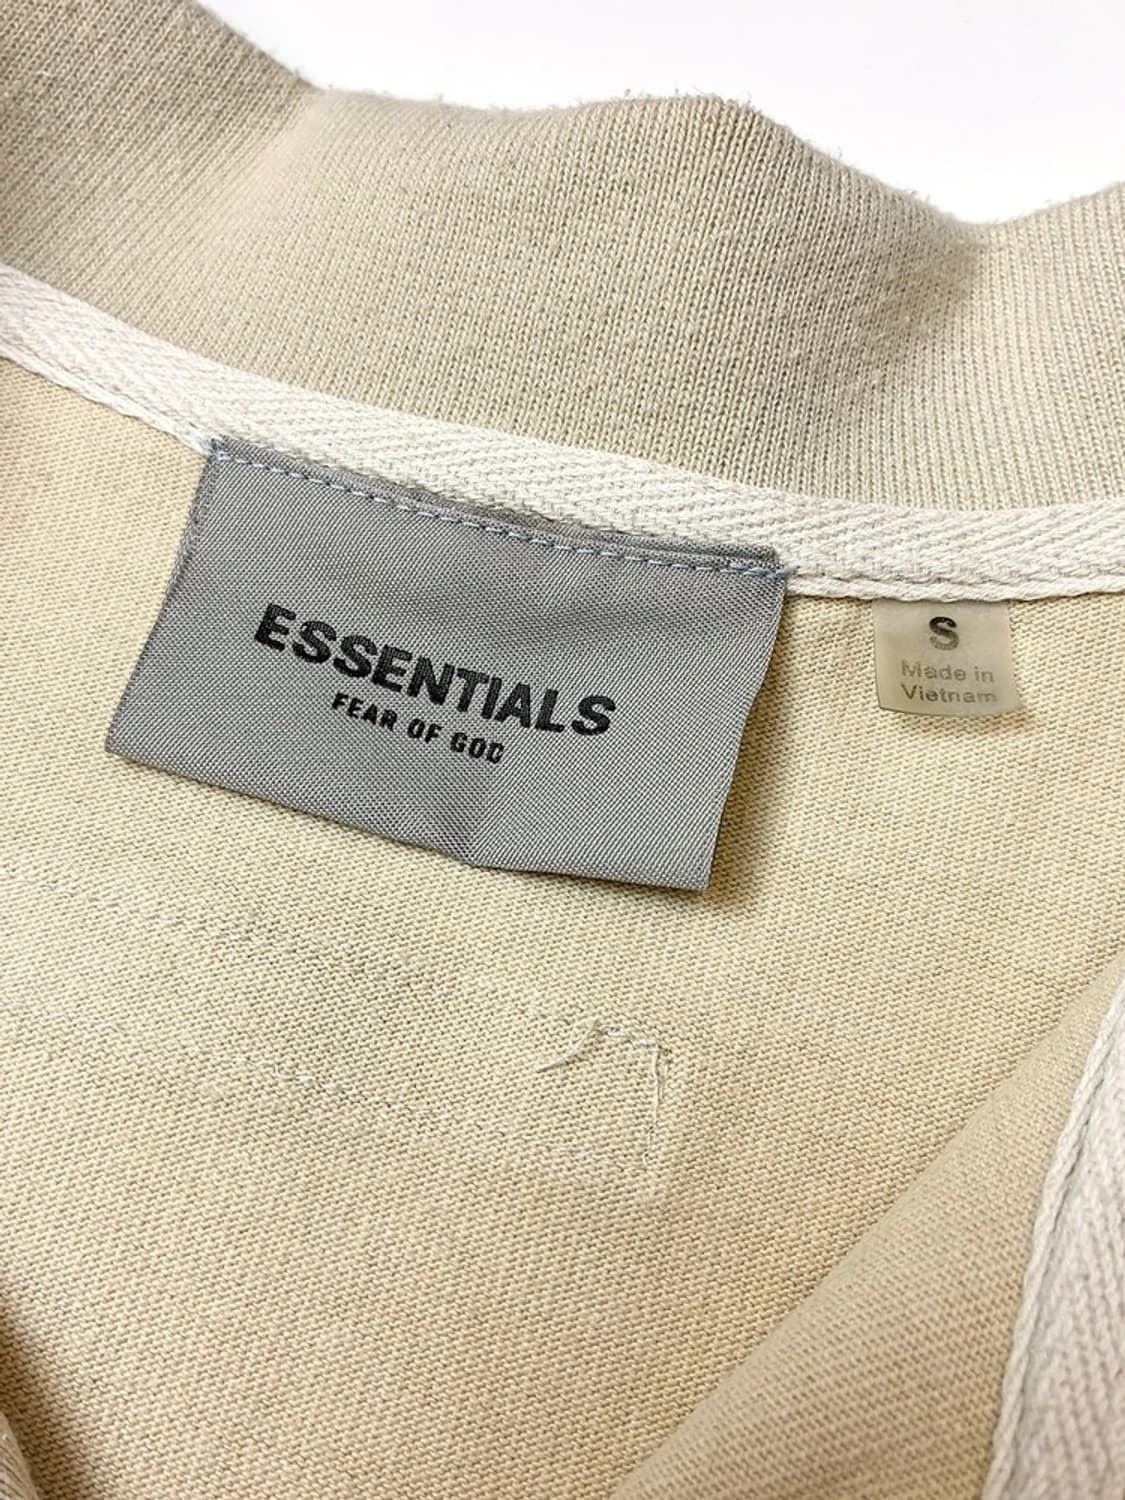 ESSENTIALS
FEAR OF GOD
S
Made in
Vietnam